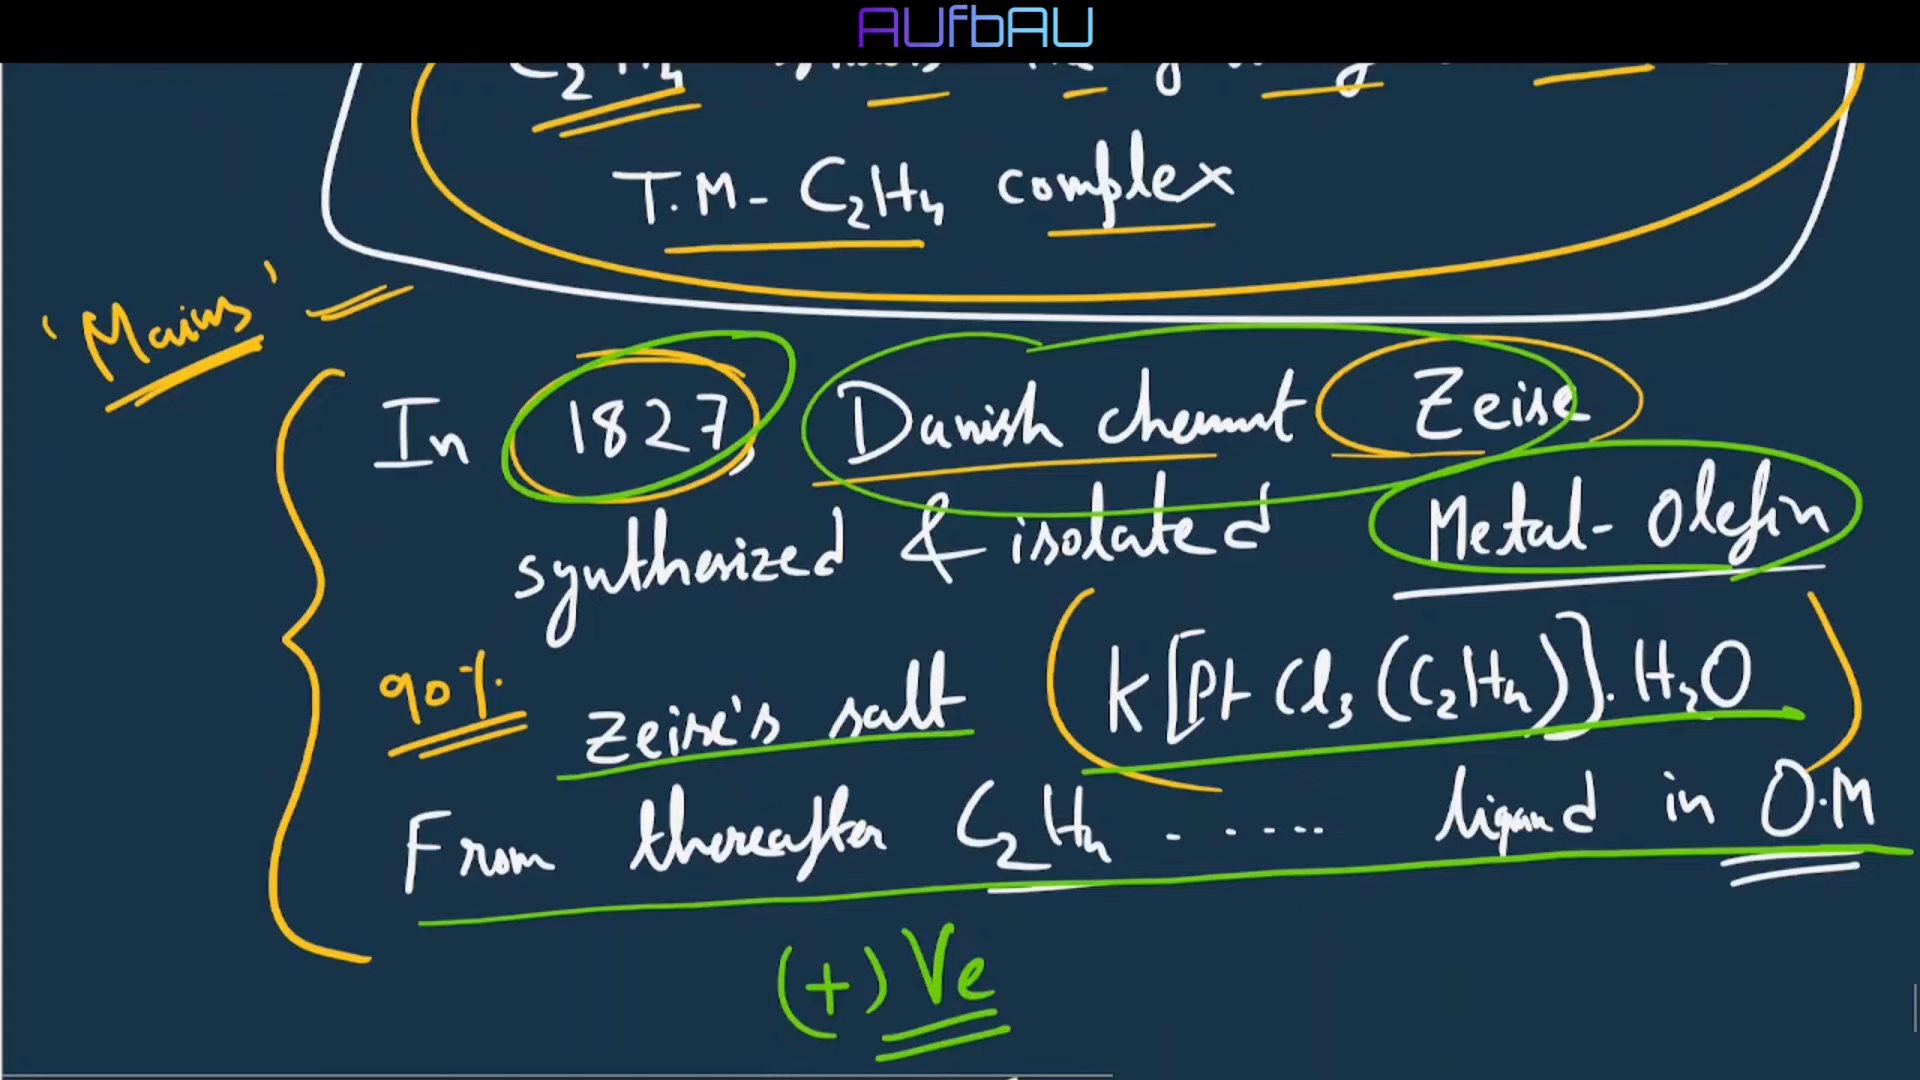 AUfbAU
C2H4
T.M- C2H4 complex
'Mains'
In 1827, Danish chemist Zeise
synthesized & isolated Metal-Olefin
90%
Zeise's salt K[Pt Cl3 (C2H4)].H2O
From thereafter C2H4 ...... ligand in O.M
(+) Ve